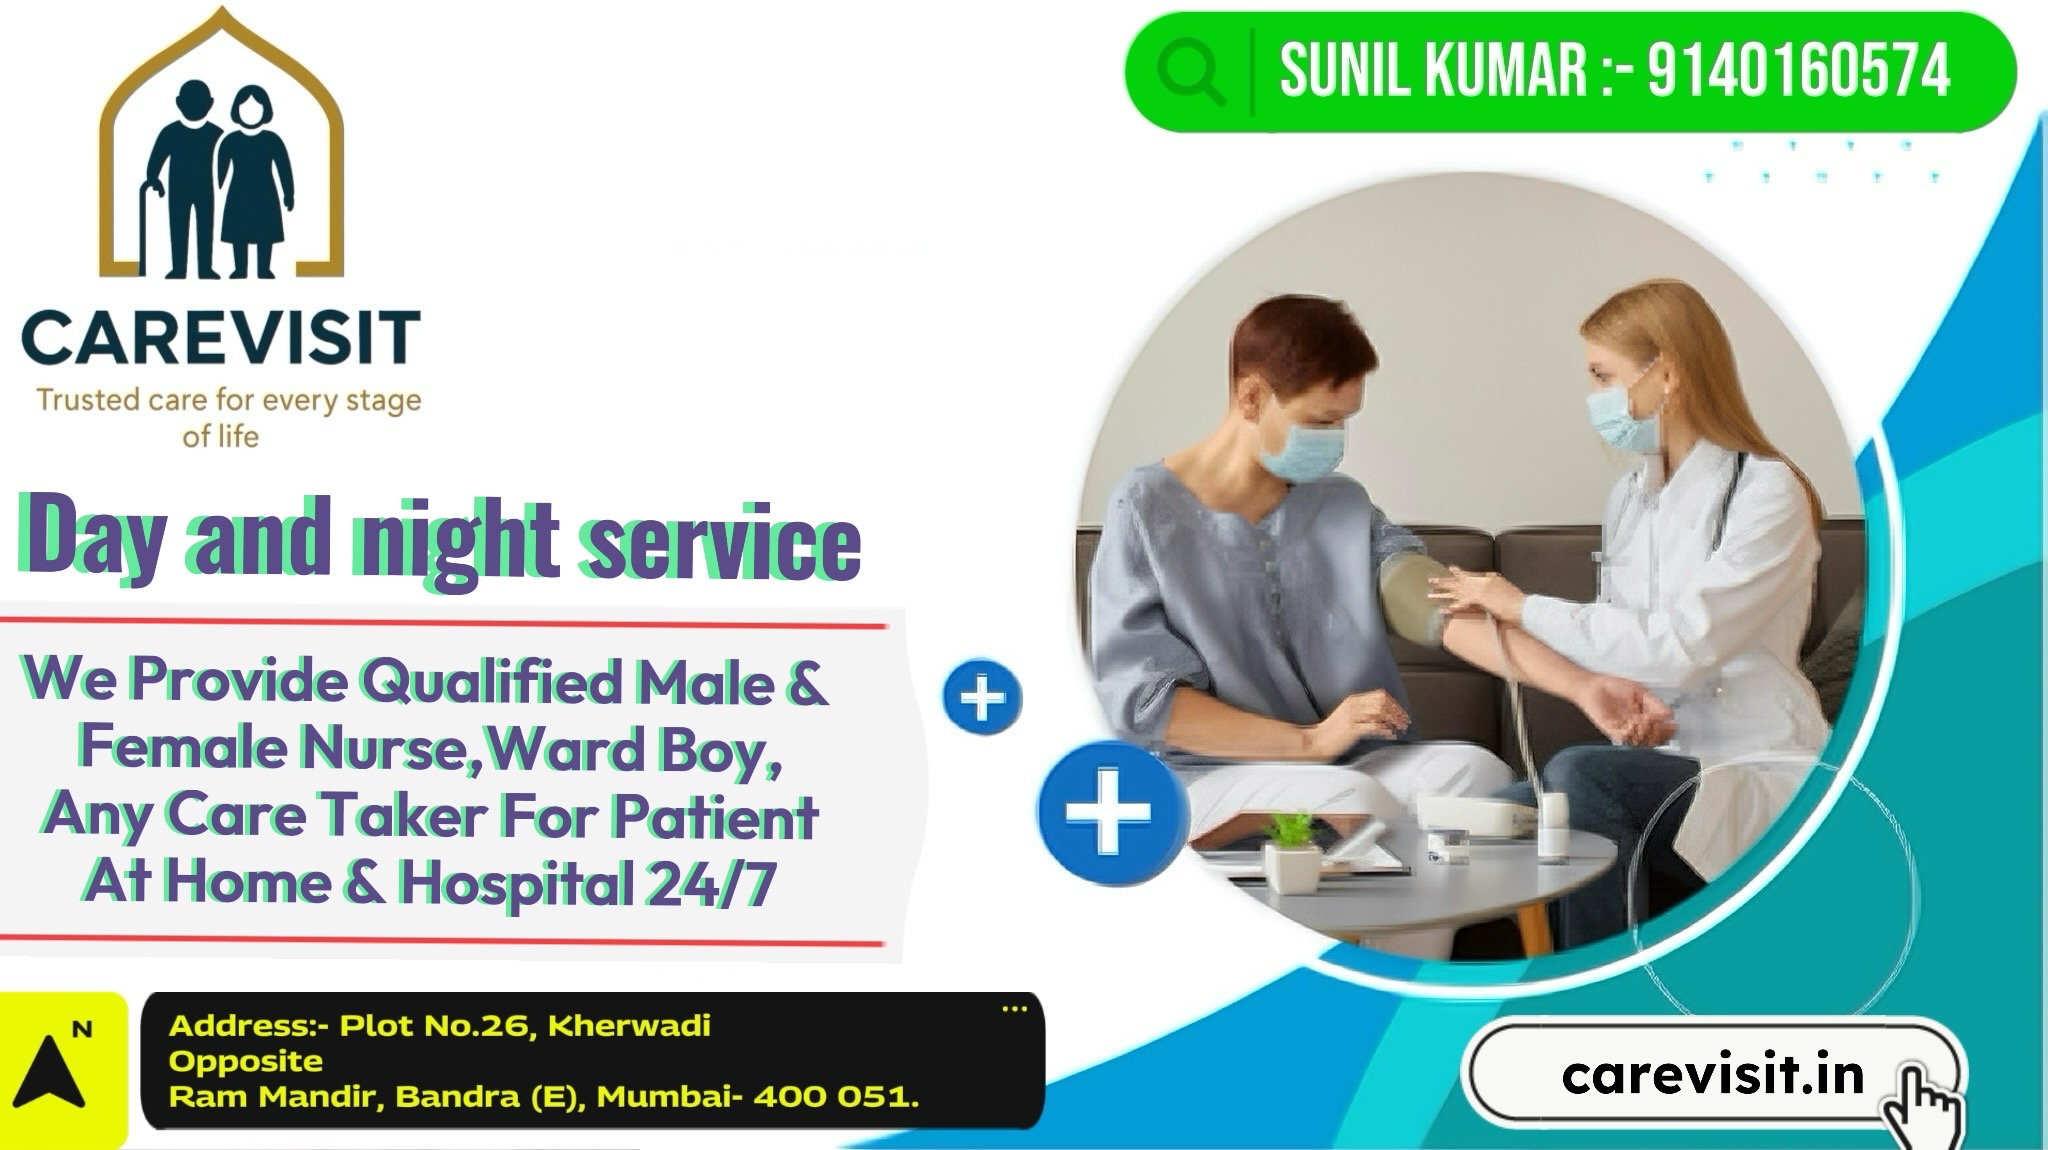 CAREVISIT
Trusted care for every stage
of life
SUNIL KUMAR :- 9140160574
Day and night service
We Provide Qualified Male &
Female Nurse,Ward Boy,
Any Care Taker For Patient
At Home & Hospital 24/7
N
Address:- Plot No.26, Kherwadi
Opposite
Ram Mandir, Bandra (E), Mumbai- 400 051.
carevisit.in